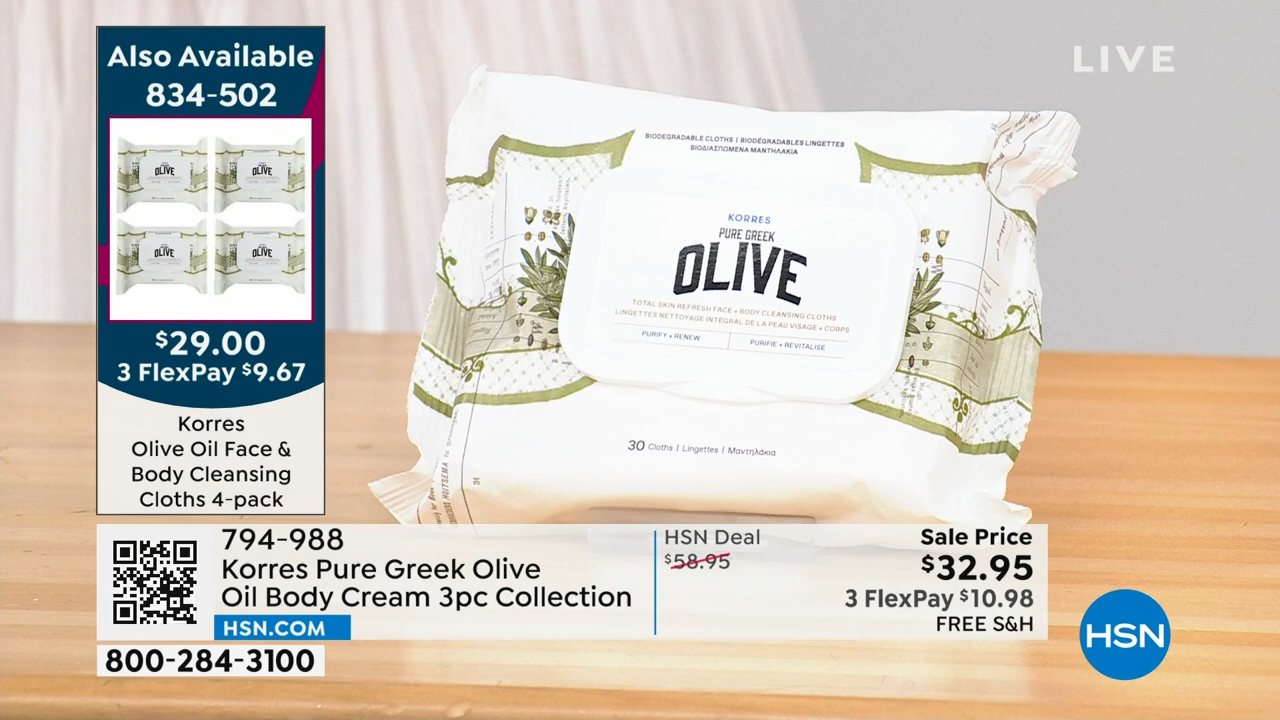 Also Available
834-502
OLIVE
OLIVE
OLIVE
OLIVE
$29.00
3 FlexPay $9.67
Korres
Olive Oil Face &
Body Cleansing
Cloths 4-pack
LIVE
BIODEGRADABLE CLOTHS | BIODÉGRADABLES LINGETTES
ΒΙΟΔΙΑΣΠΩΜΕΝΑ ΜΑΝΤΗΛΑΚΙΑ
KORRES
PURE GREEK
OLIVE
TOTAL SKIN REFRESH FACE + BODY CLEANSING CLOTHS
LINGETTES NETTOYAGE INTÉGRAL DE LA PEAU VISAGE + CORPS
PURIFY + RENEW
PURIFIE + REVITALISE
30 Cloths | Lingettes | Μαντηλάκια
794-988
Korres Pure Greek Olive
Oil Body Cream 3pc Collection
HSN.COM
HSN Deal
$58.95
Sale Price
$32.95
3 FlexPay $10.98
FREE S&H
800-284-3100
HSN